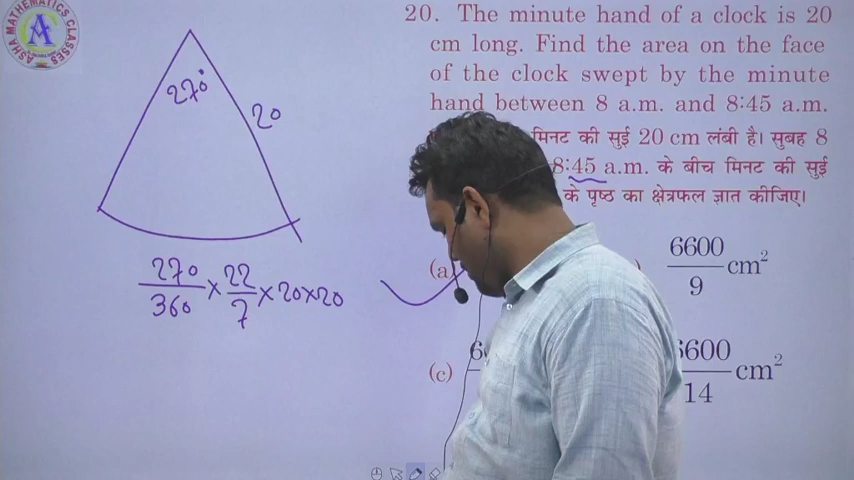 ASHA MATHEMATICS CLASSES
20. The minute hand of a clock is 20
cm long. Find the area on the face
of the clock swept by the minute
hand between 8 a.m. and 8:45 a.m.
मिनट की सुई 20 cm लंबी है। सुबह 8
8:45 a.m. के बीच मिनट की सुई
के पृष्ठ का क्षेत्रफल ज्ञात कीजिए।
270°
20
270/360 × 22/7 × 20 × 20
(a)
6600/9 cm²
(c)
6600/14 cm²